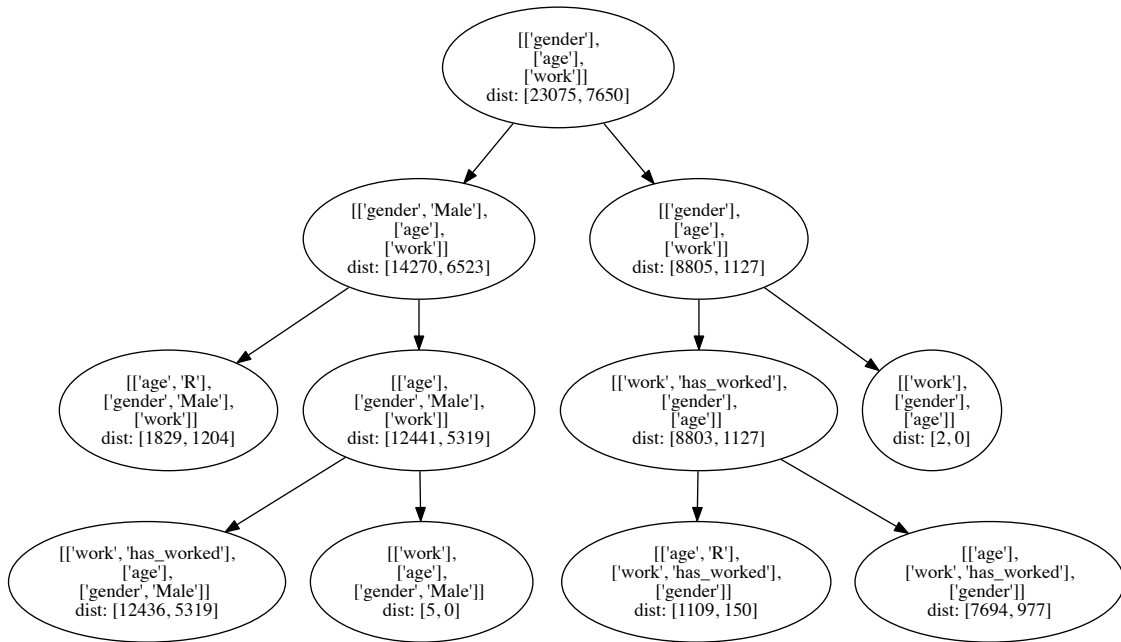 [['gender'],
['age'],
['work']]
dist: [23075, 7650]
[['gender', 'Male'],
['age'],
['work']]
dist: [14270, 6523]
[['gender'],
['age'],
['work']]
dist: [8805, 1127]
[['age', 'R'],
['gender', 'Male'],
['work']]
dist: [1829, 1204]
[['age'],
['gender', 'Male'],
['work']]
dist: [12441, 5319]
[['work', 'has_worked'],
['gender'],
['age']]
dist: [8803, 1127]
[['work'],
['gender'],
['age']]
dist: [2, 0]
[['work', 'has_worked'],
['age'],
['gender', 'Male']]
dist: [12436, 5319]
[['work'],
['age'],
['gender', 'Male']]
dist: [5, 0]
[['age', 'R'],
['work', 'has_worked'],
['gender']]
dist: [1109, 150]
[['age'],
['work', 'has_worked'],
['gender']]
dist: [7694, 977]